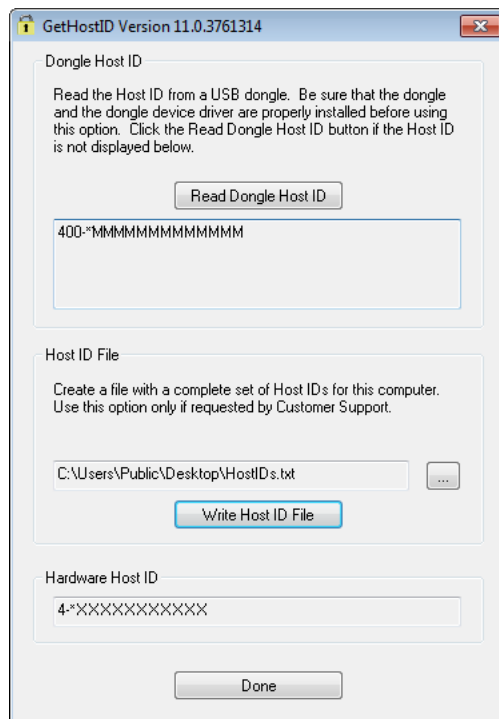 GetHostID Version 11.0.3761314
Dongle Host ID
Read the Host ID from a USB dongle. Be sure that the dongle
and the dongle device driver are properly installed before using
this option. Click the Read Dongle Host ID button if the Host ID
is not displayed below.
Read Dongle Host ID
400-*MMMMMMMMMMMMM
Host ID File
Create a file with a complete set of Host IDs for this computer.
Use this option only if requested by Customer Support.
C:\Users\Public\Desktop\HostIDs.txt
...
Write Host ID File
Hardware Host ID
4-*XXXXXXXXXXX
Done